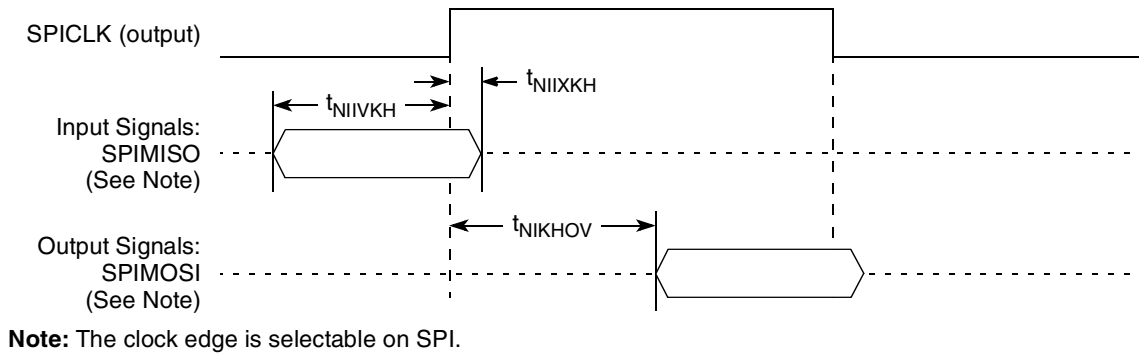 SPICLK (output)
tNIIXKH
tNIIVKH
Input Signals:
SPIMISO
(See Note)
tNIKHOV
Output Signals:
SPIMOSI
(See Note)
Note: The clock edge is selectable on SPI.